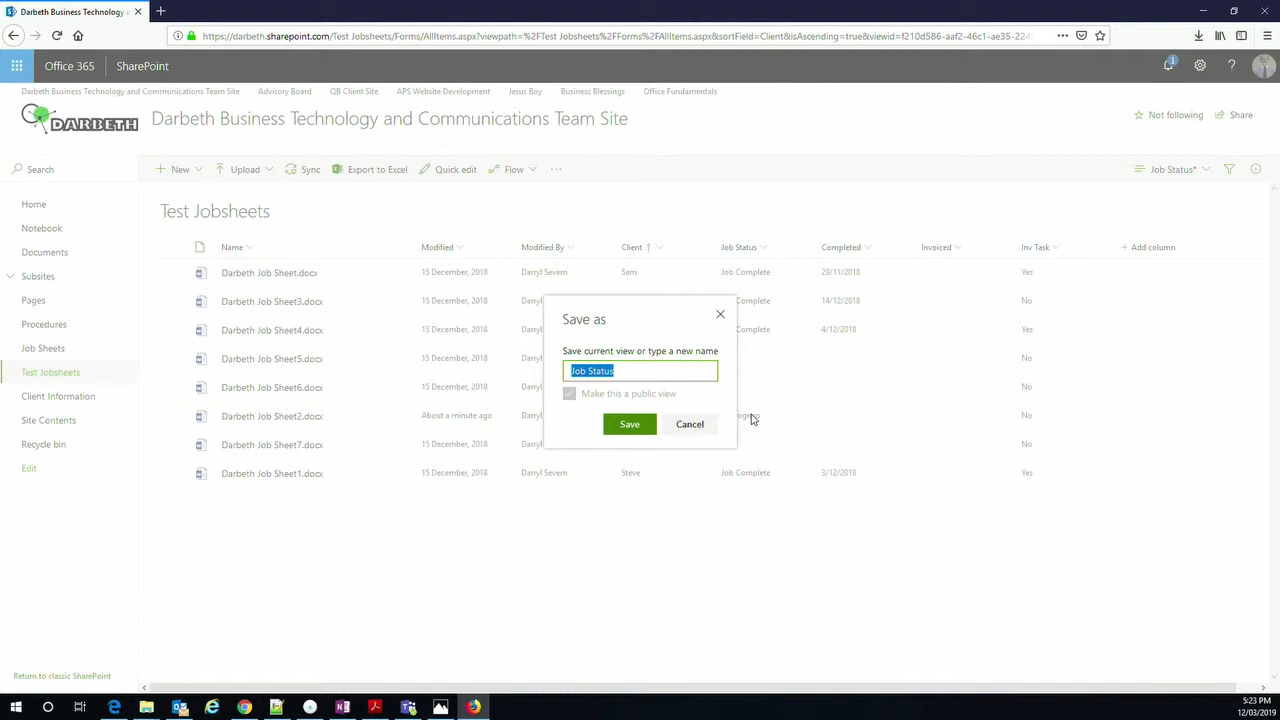 Darbeth Business Technology a
https://darbeth.sharepoint.com/Test Jobsheets/Forms/AllItems.aspx?viewpath=%2FTest Jobsheets%2FForms%2FAllItems.aspx&sortField=Client&isAscending=true&viewid=f210d586-aaf2-46c1-ae35-224
Office 365 SharePoint
1
Darbeth Business Technology and Communications Team Site Advisory Board QB Client Site APS Website Development Jesus Boy Business Blessings Office Fundamentals
DARBETH
Darbeth Business Technology and Communications Team Site
Not following Share
Search
New Upload Sync Export to Excel Quick edit Flow ... Job Status*
Home
Notebook
Documents
Subsites
Pages
Procedures
Job Sheets
Test Jobsheets
Client Information
Site Contents
Recycle bin
Edit
Return to classic SharePoint
Test Jobsheets
Name Modified Modified By Client ↑ Job Status Completed Invoiced Inv Task + Add column
Darbeth Job Sheet.docx 15 December, 2018 Darryl Severn Sam Job Complete 29/11/2018 Yes
Darbeth Job Sheet3.docx 15 December, 2018 Darryl Complete 14/12/2018 No
Darbeth Job Sheet4.docx 15 December, 2018 Darryl Complete 4/12/2018 Yes
Darbeth Job Sheet5.docx 15 December, 2018 Darryl No
Darbeth Job Sheet6.docx 15 December, 2018 Darryl No
Darbeth Job Sheet2.docx About a minute ago Darryl No
Darbeth Job Sheet7.docx 15 December, 2018 Darryl No
Darbeth Job Sheet1.docx 15 December, 2018 Darryl Severn Steve Job Complete 3/12/2018 Yes
Save as
Save current view or type a new name
Job Status
Make this a public view
Save Cancel
5:23 PM
12/03/2019